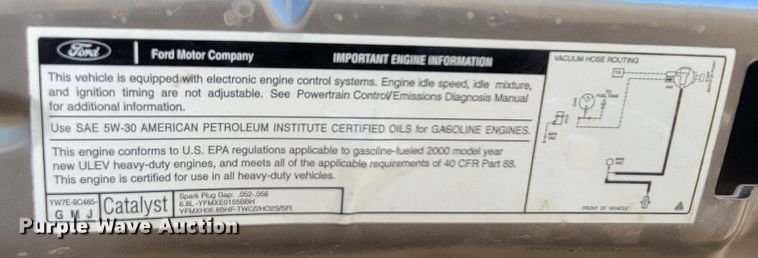 Ford
Ford Motor Company
IMPORTANT ENGINE INFORMATION
This vehicle is equipped with electronic engine control systems. Engine idle speed, idle mixture,
and ignition timing are not adjustable. See Powertrain Control/Emissions Diagnosis Manual
for additional information.
Use SAE 5W-30 AMERICAN PETROLEUM INSTITUTE CERTIFIED OILS for GASOLINE ENGINES.
This engine conforms to U.S. EPA regulations applicable to gasoline-fueled 2000 model year
new ULEV heavy-duty engines, and meets all of the applicable requirements of 40 CFR Part 88.
This engine is certified for use in all heavy-duty vehicles.
YW7E-9C485-
G M J
Catalyst
Spark Plug Gap: .052-.056
6.8L -YFMXE0155BBH
YFMXH06.8BHF-TWC/2HO2S/SFI
VACUUM HOSE ROUTING
FRONT OF VEHICLE
Purple Wave Auction